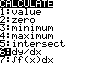 CALCULATE
1:value
2:zero
3:minimum
4:maximum
5:intersect
6:dy/dx
7:∫f(x)dx